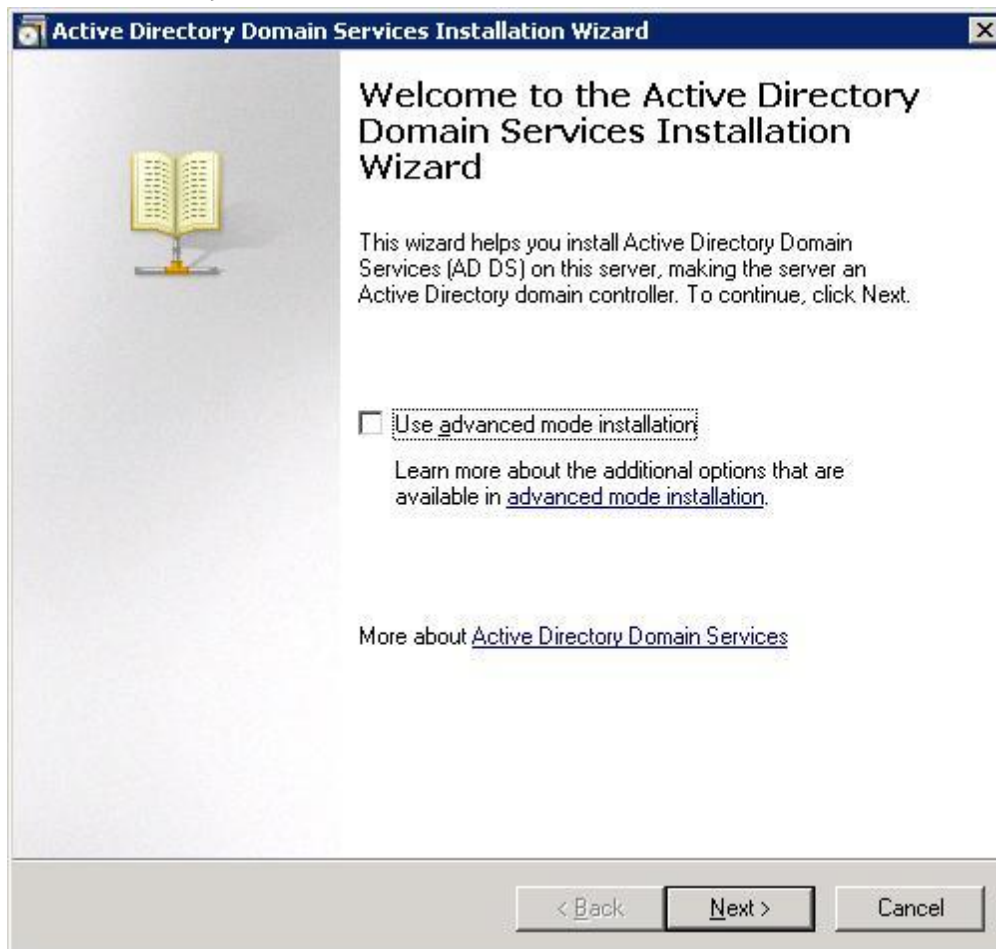 Active Directory Domain Services Installation Wizard
Welcome to the Active Directory
Domain Services Installation
Wizard
This wizard helps you install Active Directory Domain
Services (AD DS) on this server, making the server an
Active Directory domain controller. To continue, click Next.
Use advanced mode installation
Learn more about the additional options that are
available in advanced mode installation.
More about Active Directory Domain Services
< Back Next > Cancel